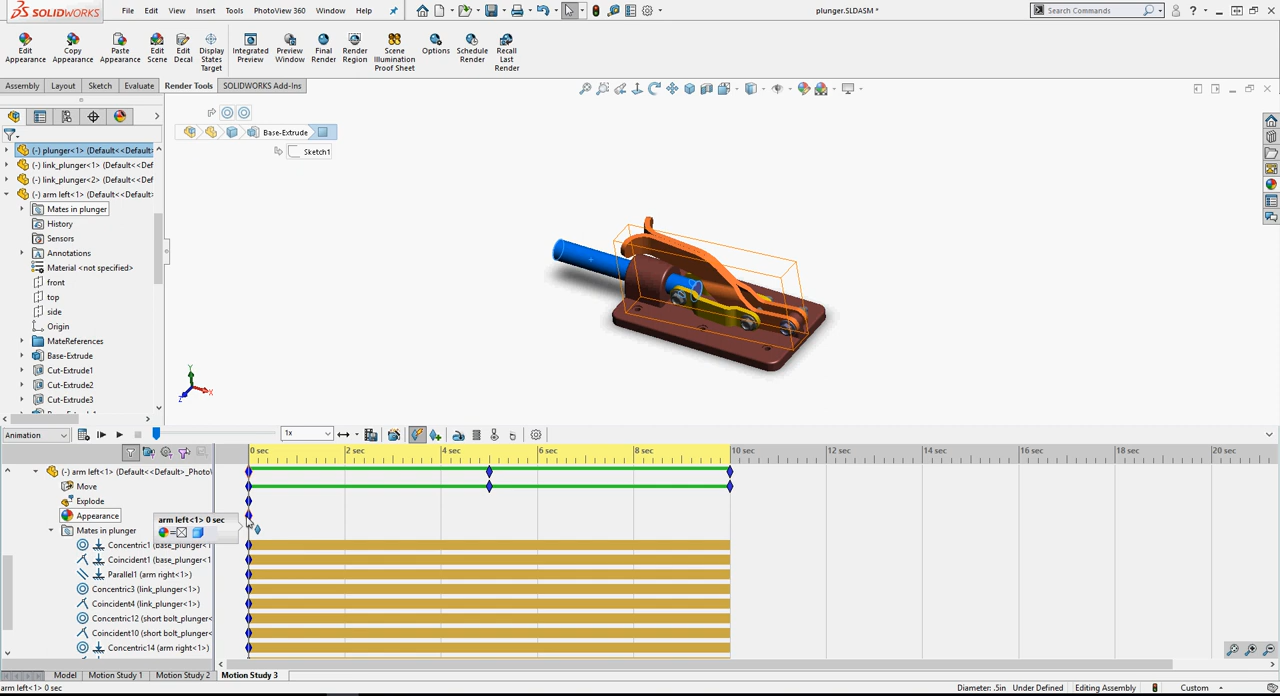 SOLIDWORKS
File Edit View Insert Tools PhotoView 360 Window Help
plunger.SLDASM *
Search Commands
Edit Appearance
Copy Appearance
Paste Appearance
Edit Scene
Edit Decal
Display States Target
Integrated Preview
Preview Window
Final Render
Render Region
Scene Illumination Proof Sheet
Options
Schedule Render
Recall Last Render
Assembly Layout Sketch Evaluate Render Tools SOLIDWORKS Add-Ins
Base-Extrude
Sketch1
(-) plunger<1> (Default<<Default>
(-) link_plunger<1> (Default<<Def
(-) link_plunger<2> (Default<<Def
(-) arm left<1> (Default<<Default>
Mates in plunger
History
Sensors
Annotations
Material <not specified>
front
top
side
Origin
MateReferences
Base-Extrude
Cut-Extrude1
Cut-Extrude2
Cut-Extrude3
Y
X
Z
Animation
1x
0 sec 2 sec 4 sec 6 sec 8 sec 10 sec 12 sec 14 sec 16 sec 18 sec 20 sec
(-) arm left<1> (Default<<Default>_Photo\
Move
Explode
Appearance
arm left<1> 0 sec
Mates in plunger
Concentric1 (base_plunger<1
Coincident1 (base_plunger<1
Parallel1 (arm right<1>)
Concentric3 (link_plunger<1>)
Coincident4 (link_plunger<1>)
Concentric12 (short bolt_plunger<
Coincident10 (short bolt_plunger<
Concentric14 (arm right<1>)
Model Motion Study 1 Motion Study 2 Motion Study 3
arm left<1> 0 sec
Diameter: .5in Under Defined Editing Assembly Custom